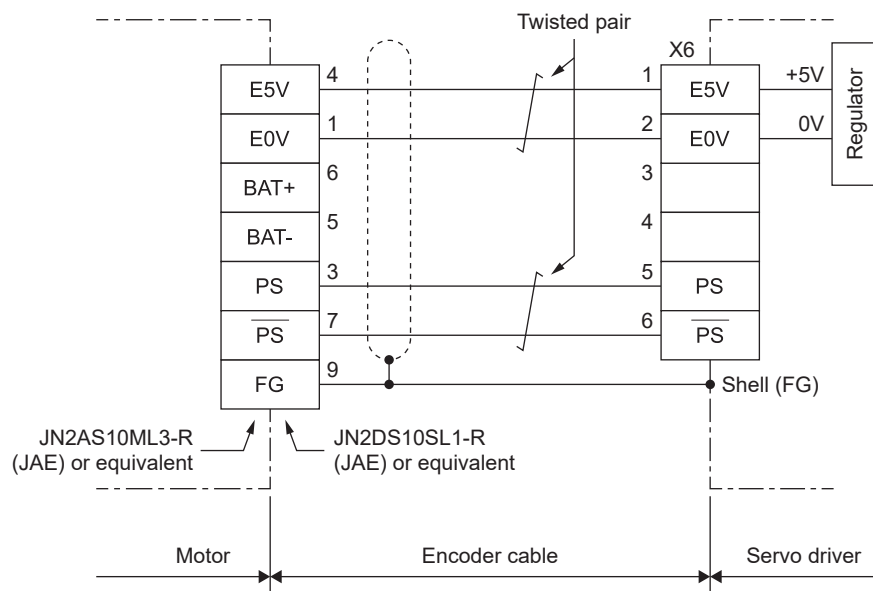 Twisted pair
X6
E5V 4 1 E5V +5V
E0V 1 2 E0V 0V
Regulator
BAT+ 6 3
BAT- 5 4
PS 3 5 PS
P̅S̅ 7 6 P̅S̅
FG 9 Shell (FG)
JN2AS10ML3-R
(JAE) or equivalent
JN2DS10SL1-R
(JAE) or equivalent
Motor Encoder cable Servo driver